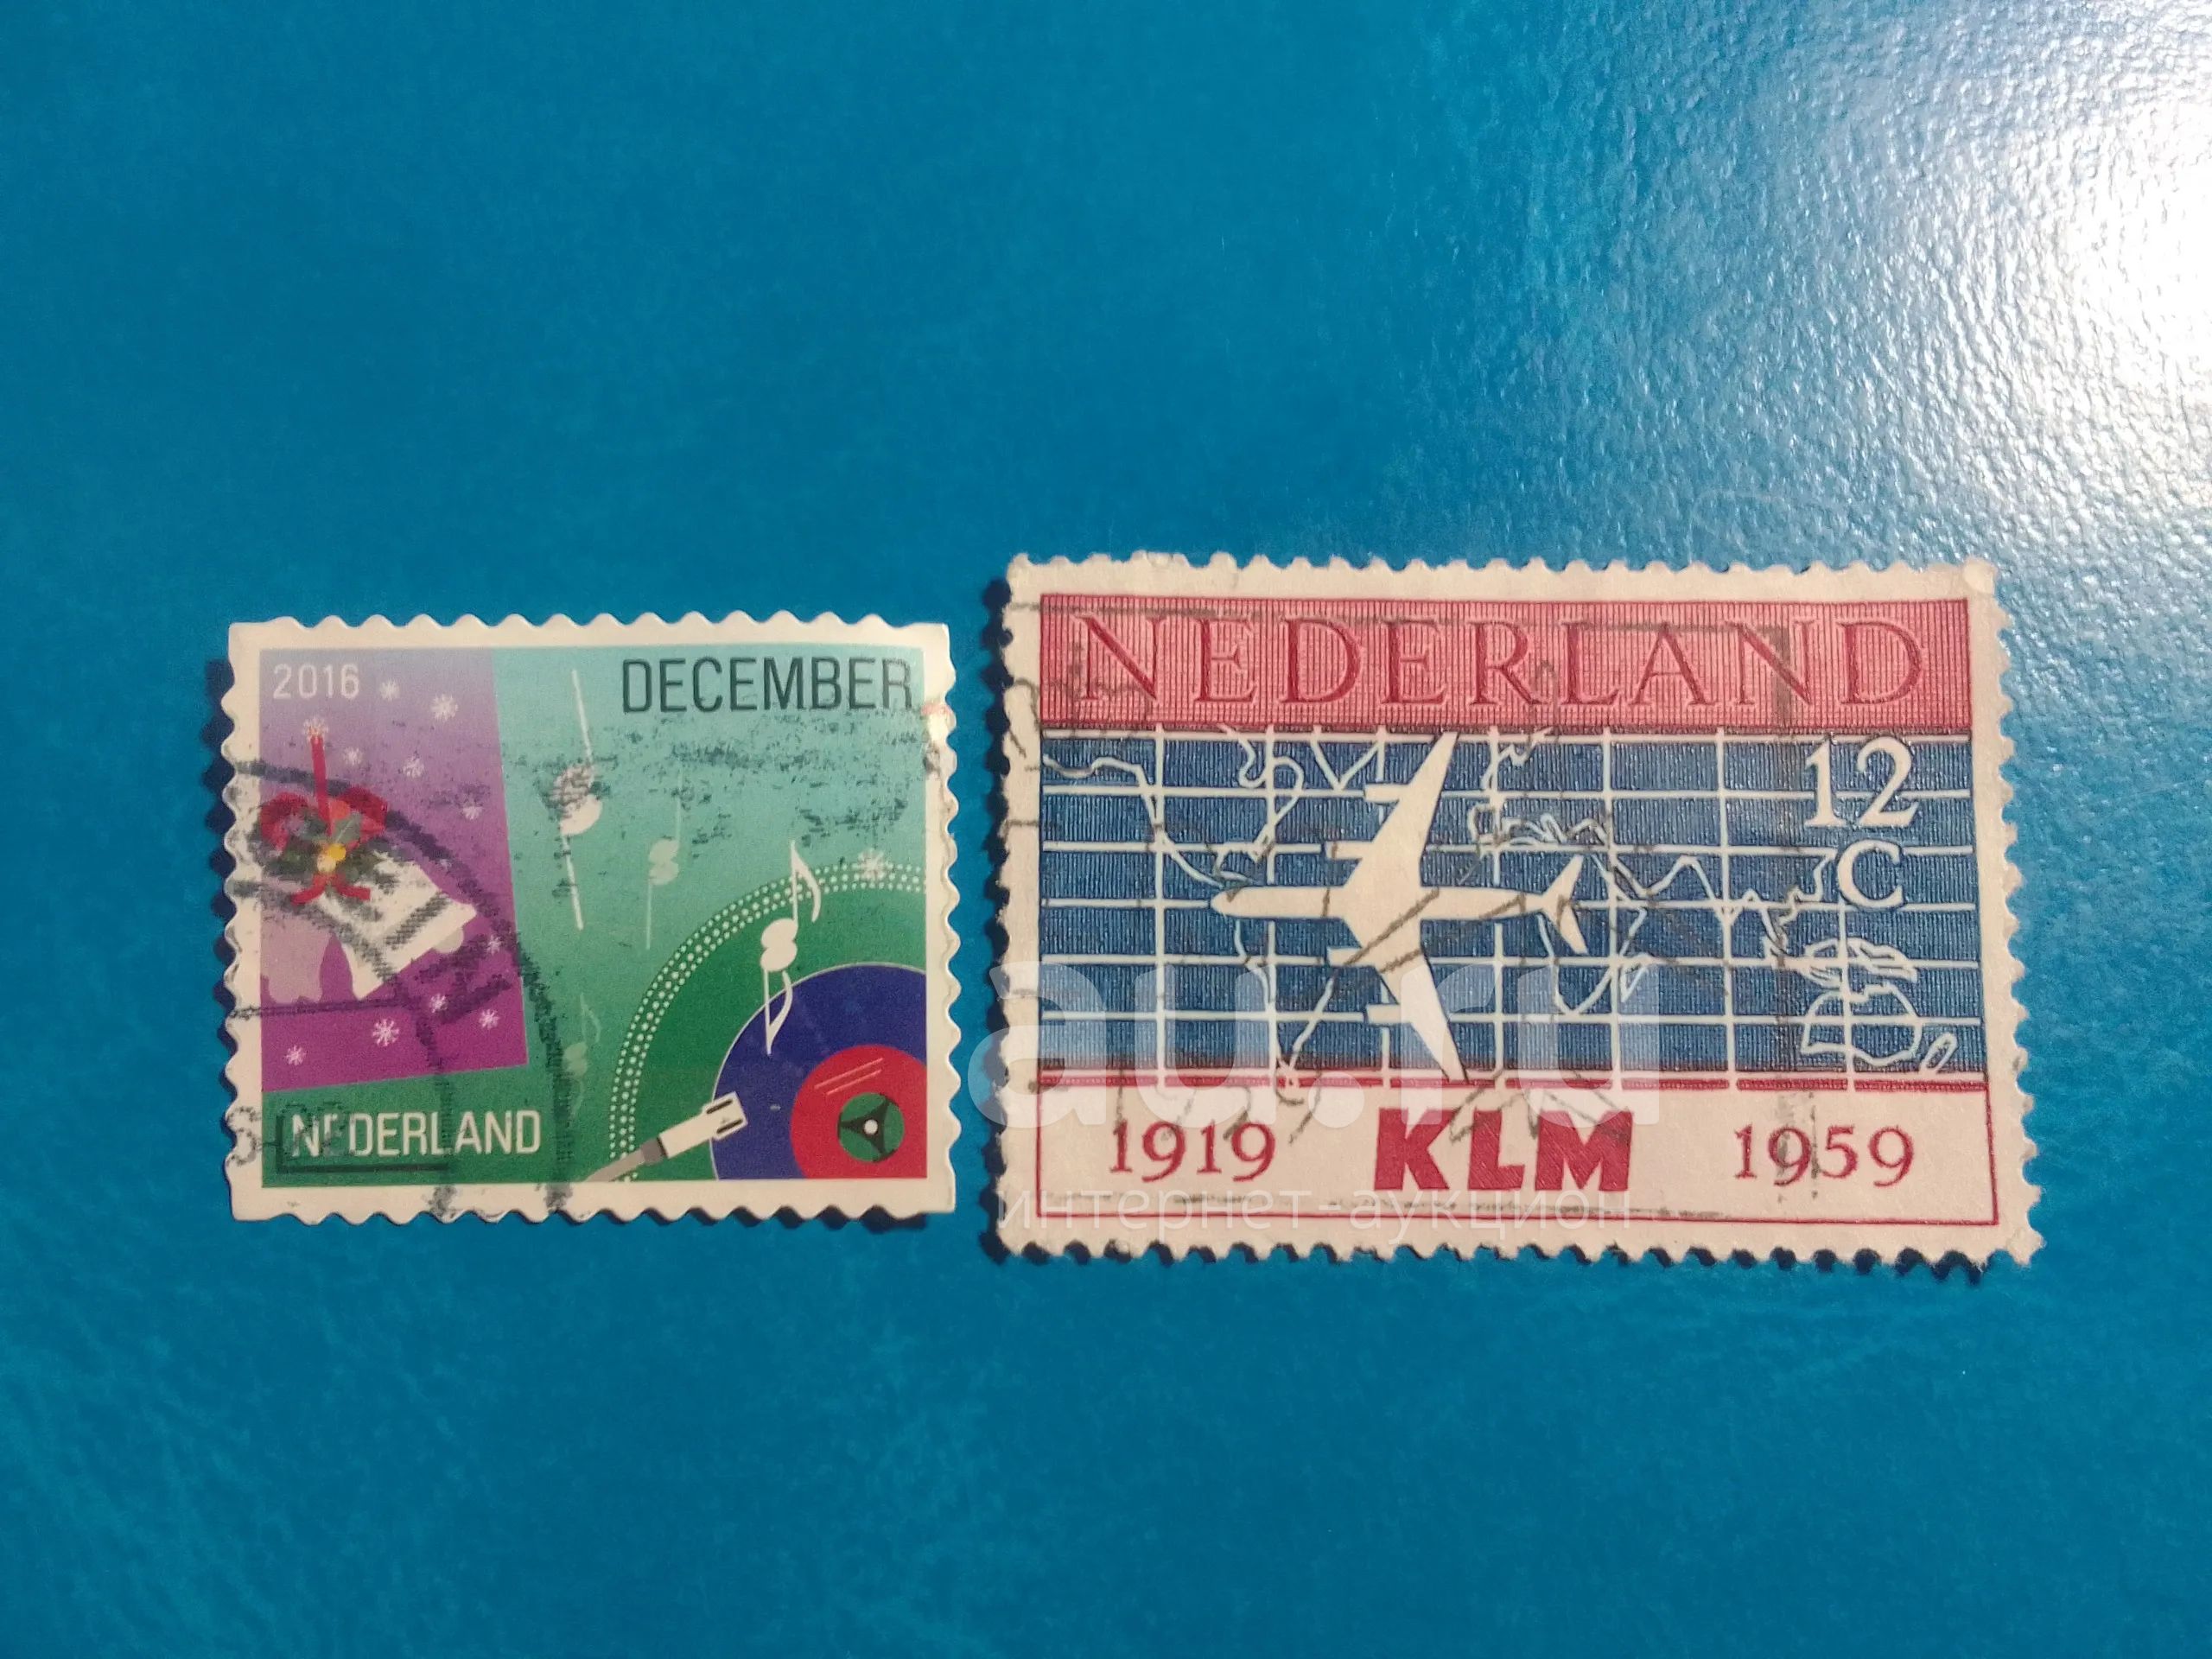 2016
DECEMBER
NEDERLAND
NEDERLAND
12
C
1919 KLM 1959
au.ru
интернет-аукцион